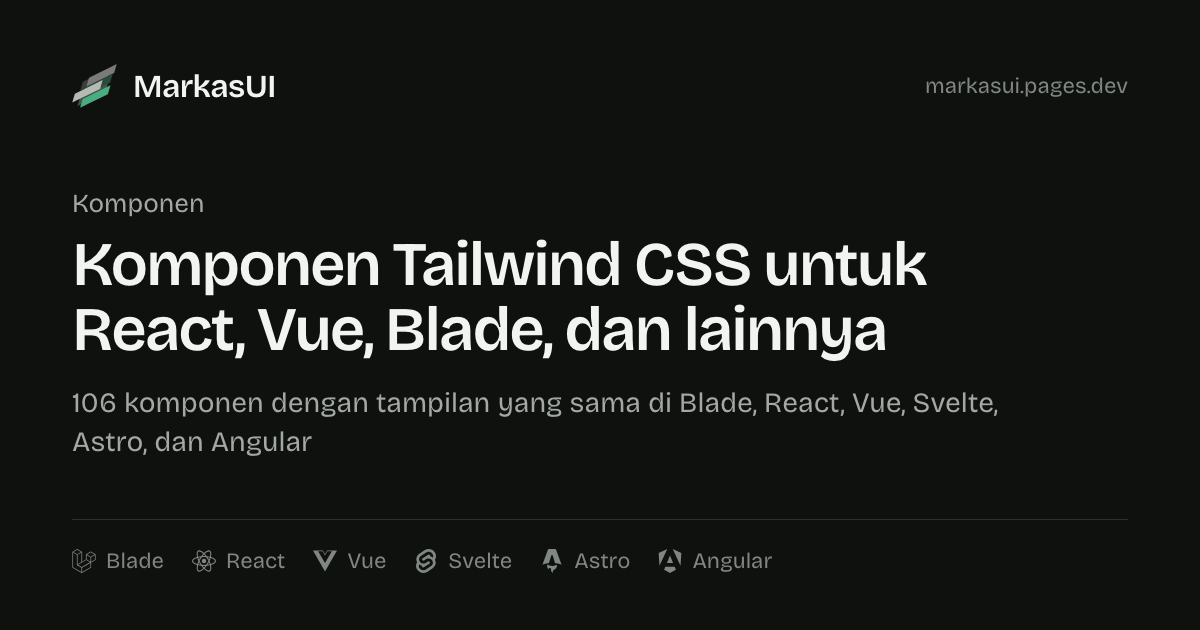 MarkasUI
markasui.pages.dev
Komponen
Komponen Tailwind CSS untuk
React, Vue, Blade, dan lainnya
106 komponen dengan tampilan yang sama di Blade, React, Vue, Svelte,
Astro, dan Angular
Blade React Vue Svelte Astro Angular